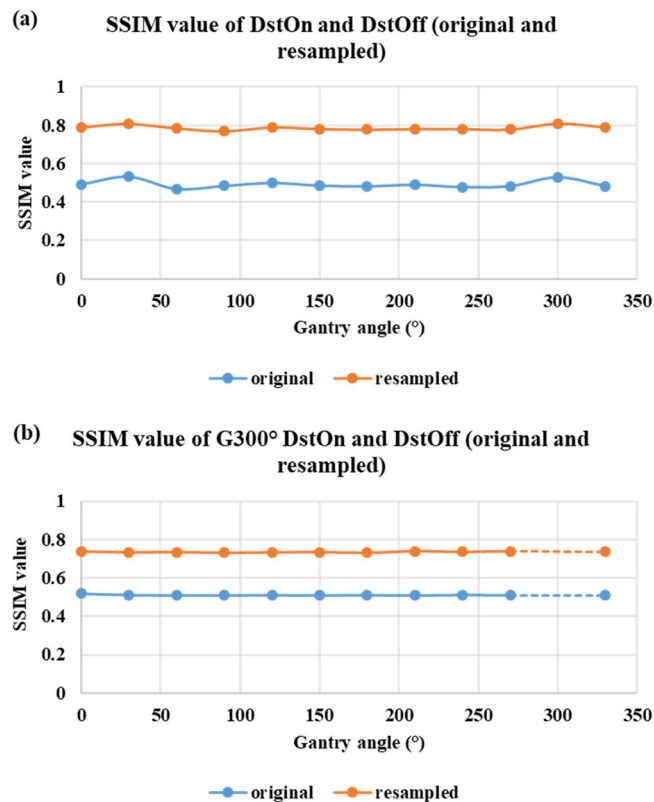 (a)
SSIM value of DstOn and DstOff (original and
resampled)
1
0.8
0.6
0.4
0.2
0
SSIM value
0 50 100 150 200 250 300 350
Gantry angle (°)
original resampled
(b)
SSIM value of G300° DstOn and DstOff (original and
resampled)
1
0.8
0.6
0.4
0.2
0
SSIM value
0 50 100 150 200 250 300 350
Gantry angle (°)
original resampled